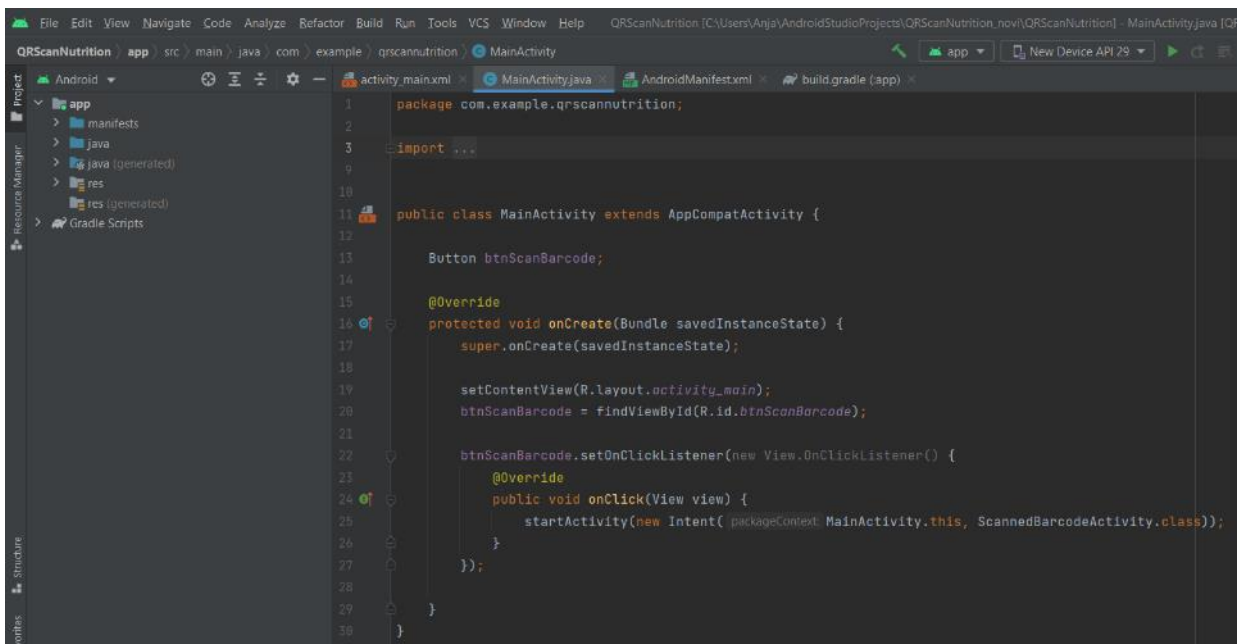 File Edit View Navigate Code Analyze Refactor Build Run Tools VCS Window Help QRScanNutrition [C:\Users\Anja\AndroidStudioProjects\QRScanNutrition_novi\QRScanNutrition] - MainActivity.java [QR
QRScanNutrition app src main java com example qrscannutrition MainActivity app New Device API 29
Android activity_main.xml MainActivity.java AndroidManifest.xml build.gradle (:app)
Project
Resource Manager
Structure
app
manifests
java
java (generated)
res
res (generated)
Gradle Scripts
1 package com.example.qrscannutrition;
2
3 import ...
9
10
11 public class MainActivity extends AppCompatActivity {
12
13 Button btnScanBarcode;
14
15 @Override
16 protected void onCreate(Bundle savedInstanceState) {
17 super.onCreate(savedInstanceState);
18
19 setContentView(R.layout.activity_main);
20 btnScanBarcode = findViewById(R.id.btnScanBarcode);
21
22 btnScanBarcode.setOnClickListener(new View.OnClickListener() {
23 @Override
24 public void onClick(View view) {
25 startActivity(new Intent( packageContext: MainActivity.this, ScannedBarcodeActivity.class));
26 }
27 });
28
29 }
30 }